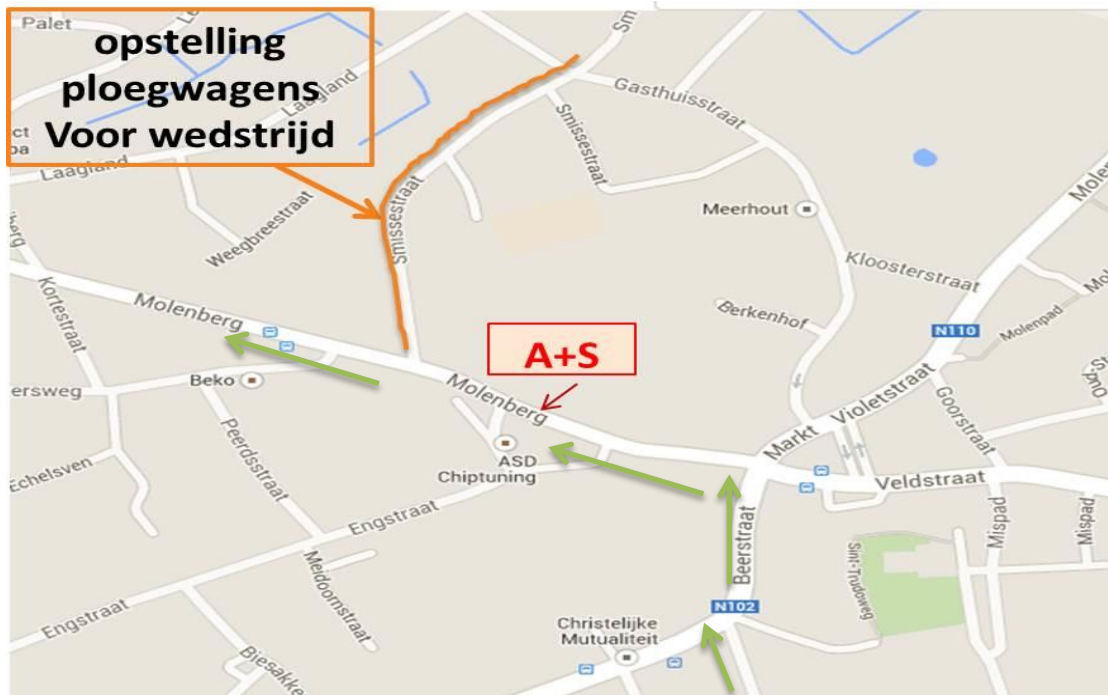 Palet
opstelling
ploegwagens
Voor wedstrijd
Laagland
Laagland
Gasthuisstraat
Smissestraat
Smissestraat
Weegbreestraat
Meerhout
Kloosterstraat
Berkenhof
Molenpad
N110
Kortestraat
Molenberg
A+S
Beko
ersweg
Molenberg
Markt
Violetstraat
Goorstraat
Oud
ASD
Chiptuning
Peerdsstraat
Echelsven
Veldstraat
Engstraat
Mispad
Mispad
Beerstraat
Sint-Trudoweg
Meidoornstraat
N102
Christelijke
Mutualiteit
Engstraat
Biesakke